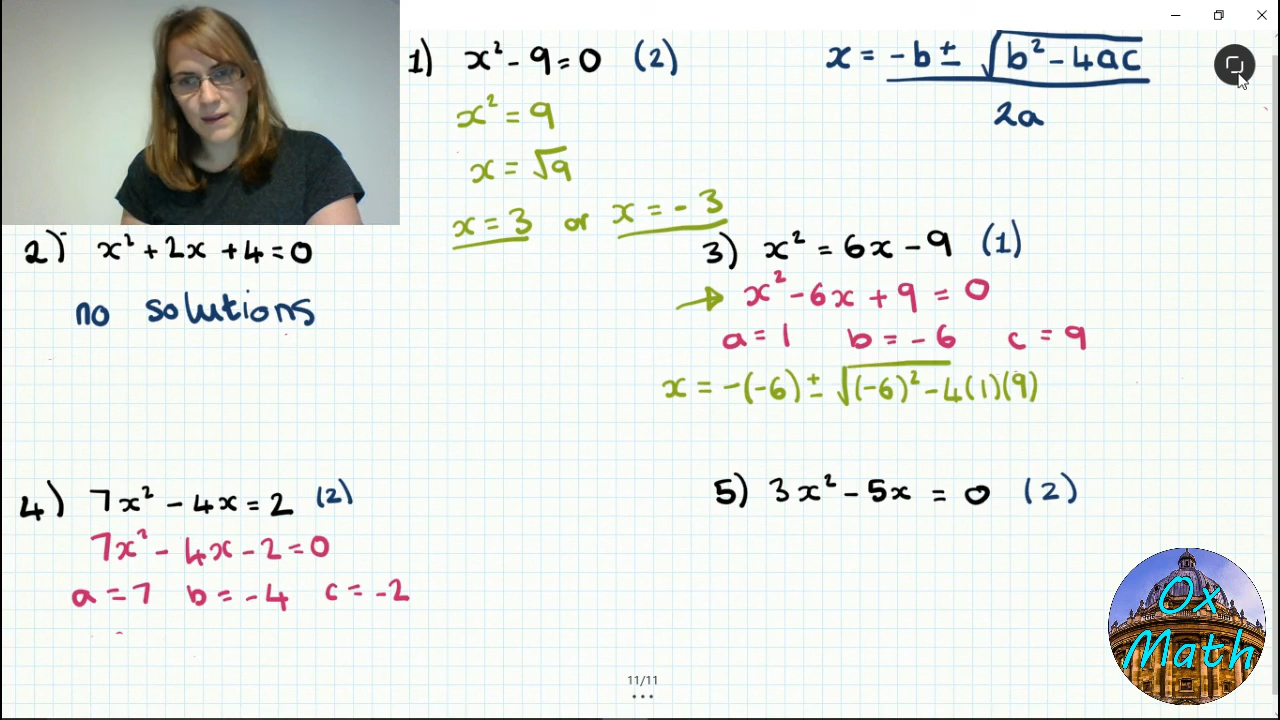 1) x² - 9 = 0 (2)
x² = 9
x = √9
x = 3 or x = - 3
x = -b ± √b² - 4ac
2a
2) x² + 2x + 4 = 0
no solutions
3) x² = 6x - 9 (1)
→ x² - 6x + 9 = 0
a = 1 b = - 6 c = 9
x = -(-6) ± √(-6)² - 4(1)(9)
4) 7x² - 4x = 2 (2)
7x² - 4x - 2 = 0
a = 7 b = - 4 c = -2
5) 3x² - 5x = 0 (2)
Ox
Math
11/11